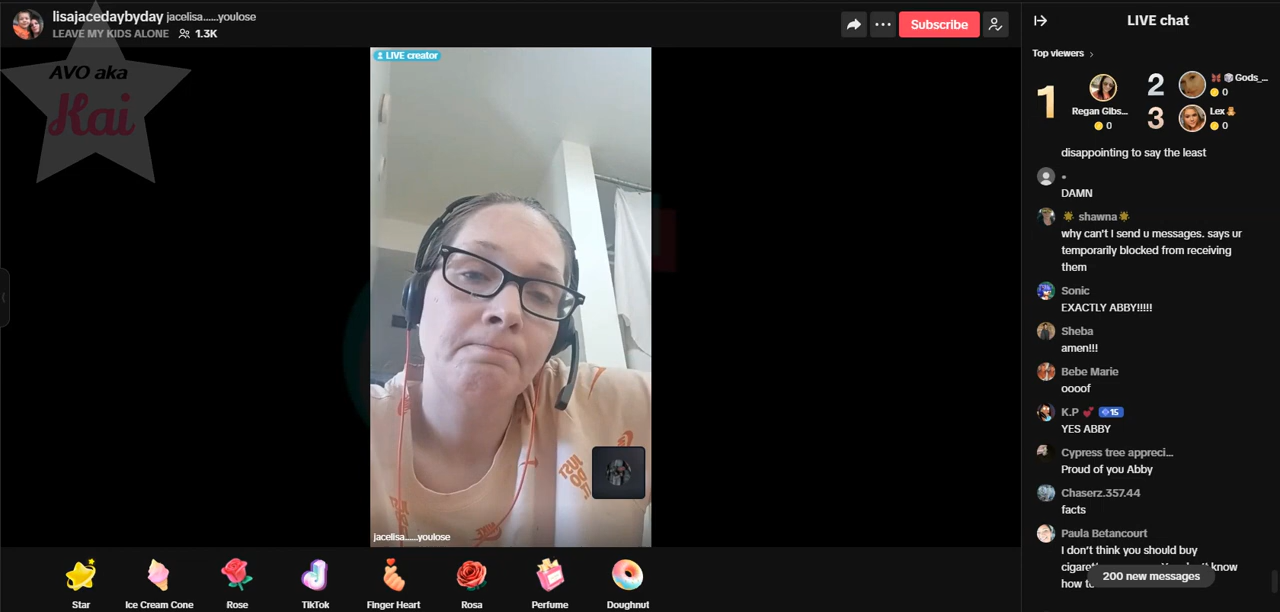 lisajacedaybyday jacelisa......youlose
LEAVE MY KIDS ALONE 1.3K
Subscribe
AVO aka
Kai
LIVE creator
jacelisa......youlose
Star
Ice Cream Cone
Rose
TikTok
Finger Heart
Rosa
Perfume
Doughnut
LIVE chat
Top viewers
1
Regan Gibs...
0
2
Gods_...
0
3
Lex
0
disappointing to say the least
DAMN
shawna
why can't I send u messages. says ur
temporarily blocked from receiving
them
Sonic
EXACTLY ABBY!!!!!
Sheba
amen!!!
Bebe Marie
oooof
K.P 15
YES ABBY
Cypress tree appreci...
Proud of you Abby
Chaserz.357.44
facts
Paula Betancourt
I don't think you should buy
know
how
200 new messages